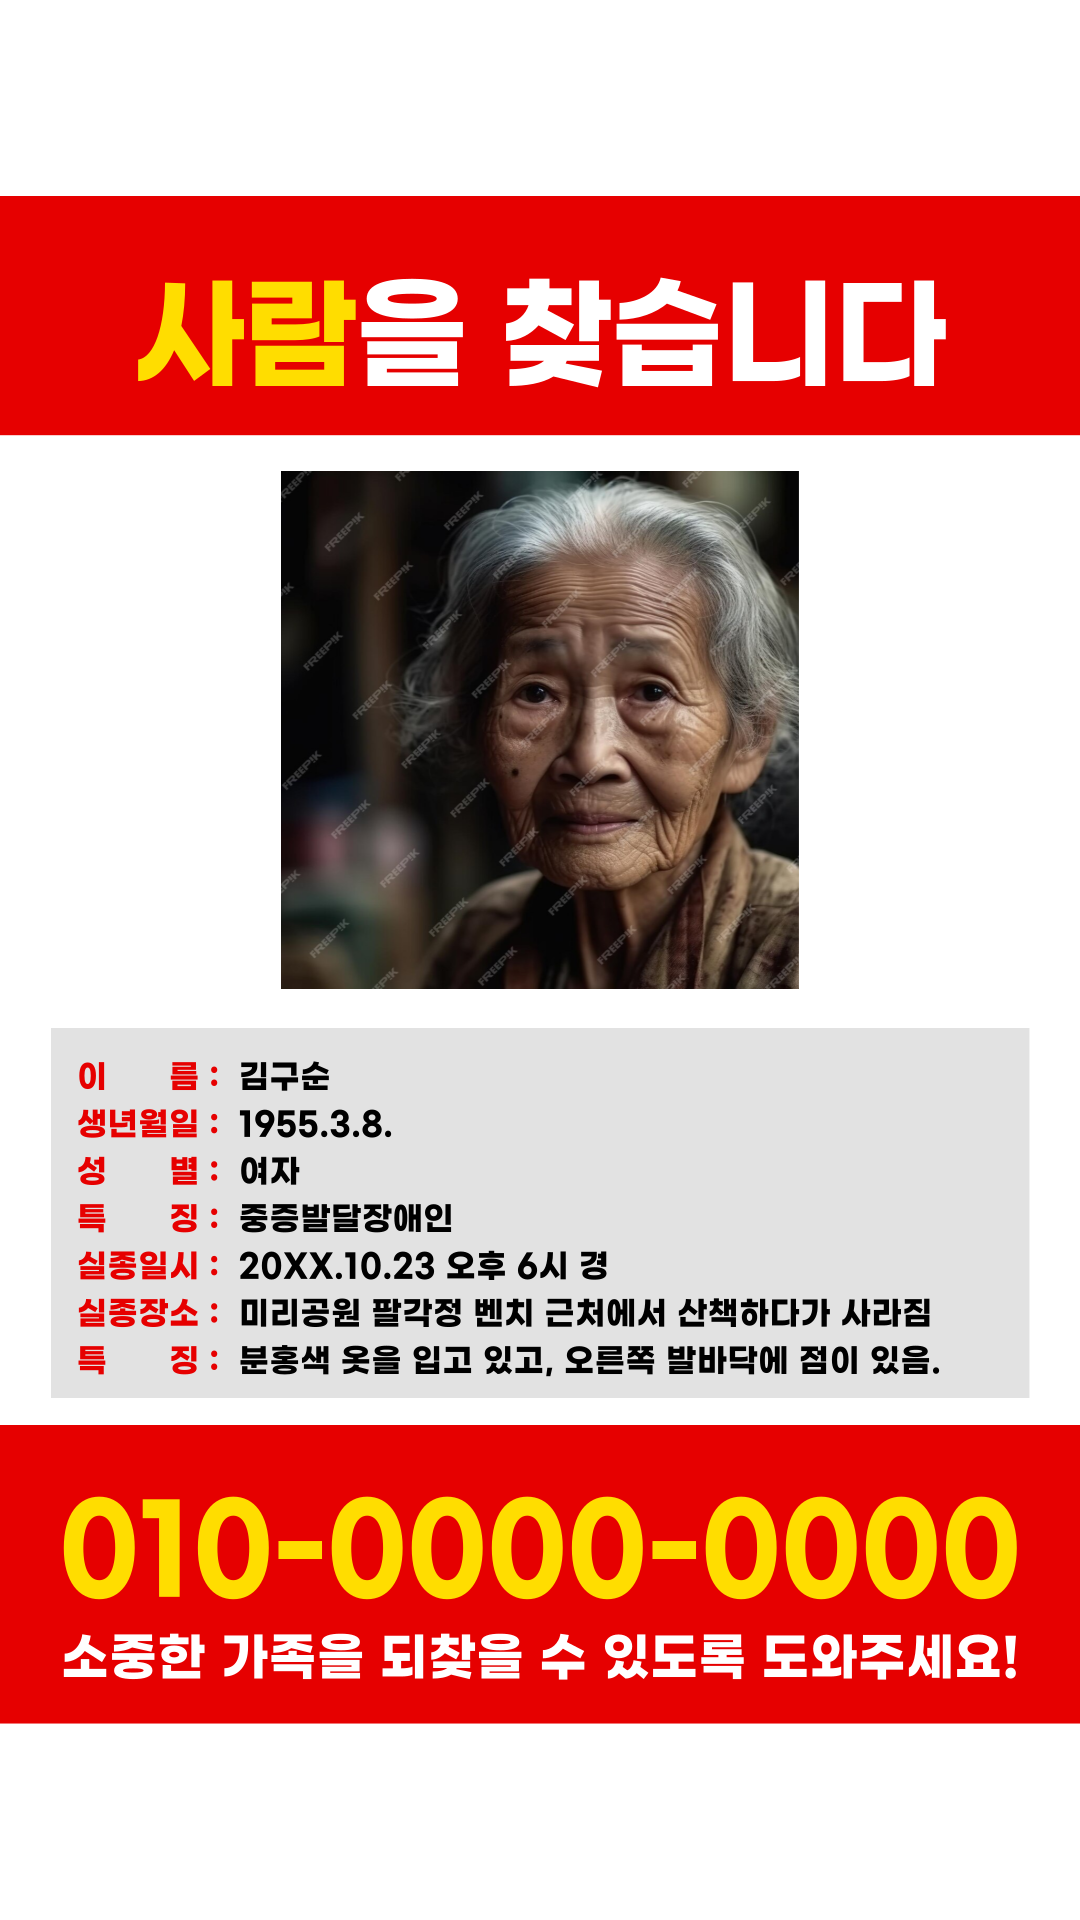 사람을 찾습니다
FREEPIK
이 름 : 김구순
생년월일 : 1955.3.8.
성 별 : 여자
특 징 : 중증발달장애인
실종일시 : 20XX.10.23 오후 6시 경
실종장소 : 미리공원 팔각정 벤치 근처에서 산책하다가 사라짐
특 징 : 분홍색 옷을 입고 있고, 오른쪽 발바닥에 점이 있음.
010-0000-0000
소중한 가족을 되찾을 수 있도록 도와주세요!